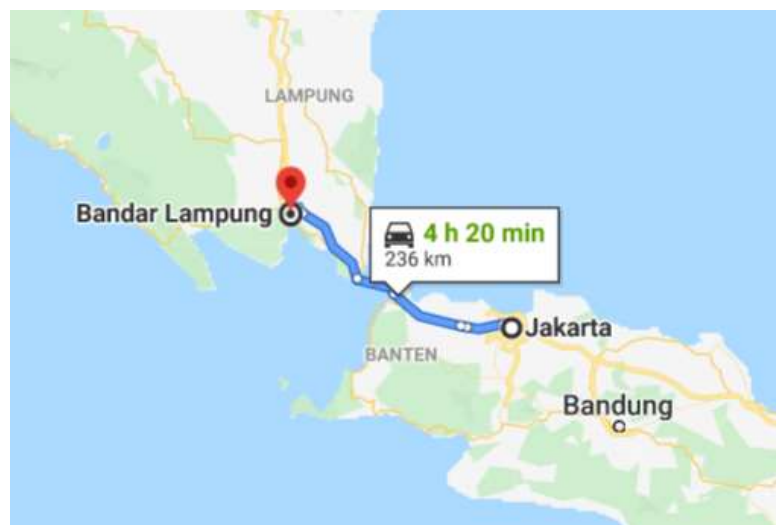 LAMPUNG
Bandar Lampung
4 h 20 min
236 km
Jakarta
BANTEN
Bandung